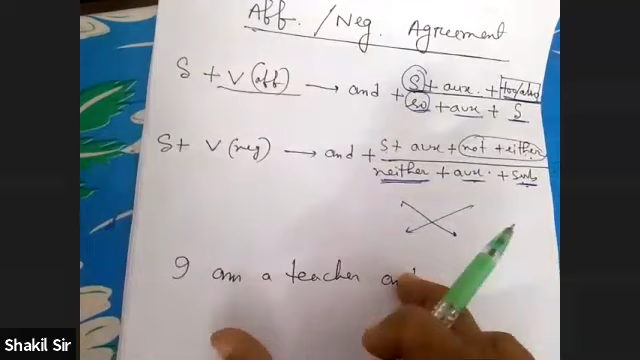 Aff. / Neg. Agreement
S + V (aff) → and + S + aux. + too/also
so + aux + S
S + V (neg) → and + S + aux + not + either
neither + aux. + sub
I am a teacher and
Shakil Sir